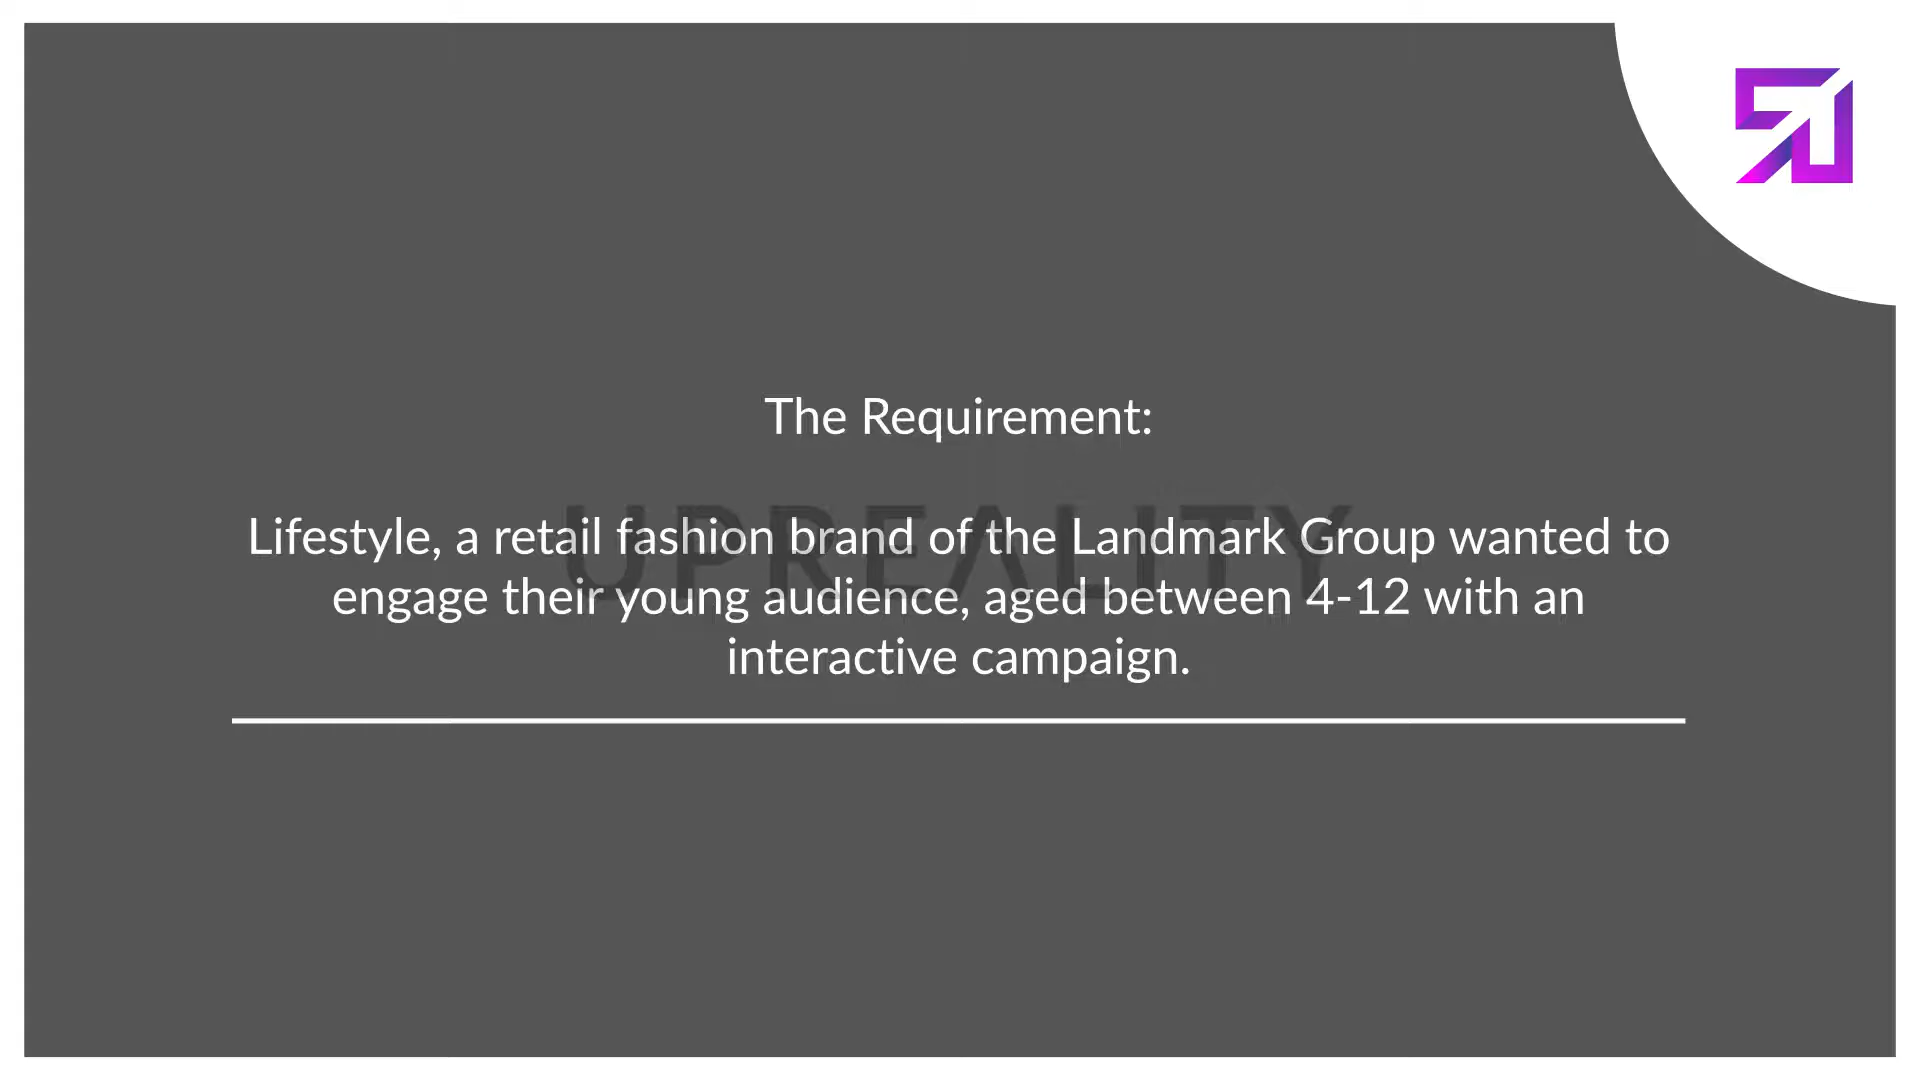 The Requirement:
UPREALITY
Lifestyle, a retail fashion brand of the Landmark Group wanted to
engage their young audience, aged between 4-12 with an
interactive campaign.